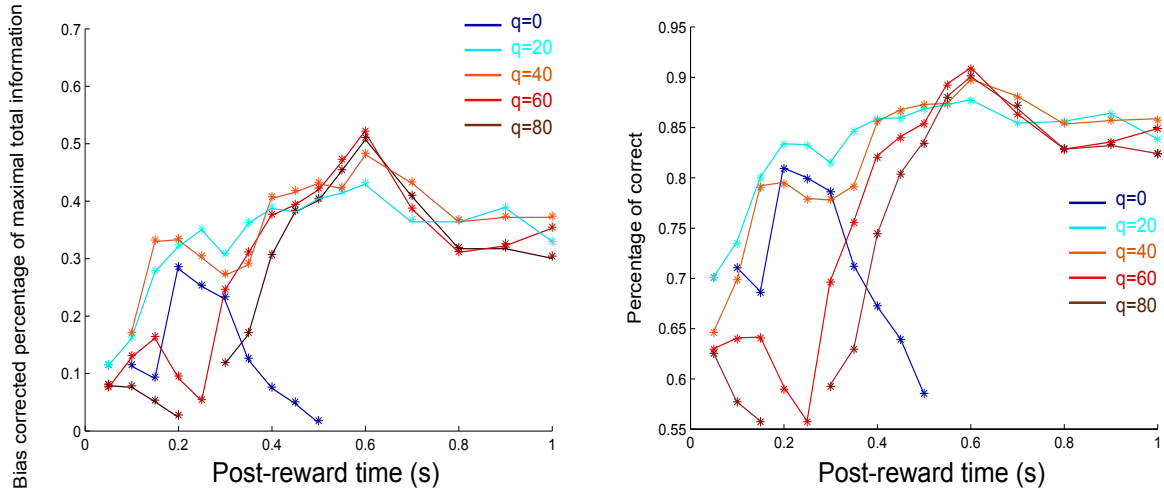 Bias corrected percentage of maximal total information
0.7
0.6
0.5
0.4
0.3
0.2
0.1
0
0
0.2
0.4
0.6
0.8
1
Post-reward time (s)
q=0
q=20
q=40
q=60
q=80
Percentage of correct
0.95
0.9
0.85
0.8
0.75
0.7
0.65
0.6
0.55
0
0.2
0.4
0.6
0.8
1
Post-reward time (s)
q=0
q=20
q=40
q=60
q=80